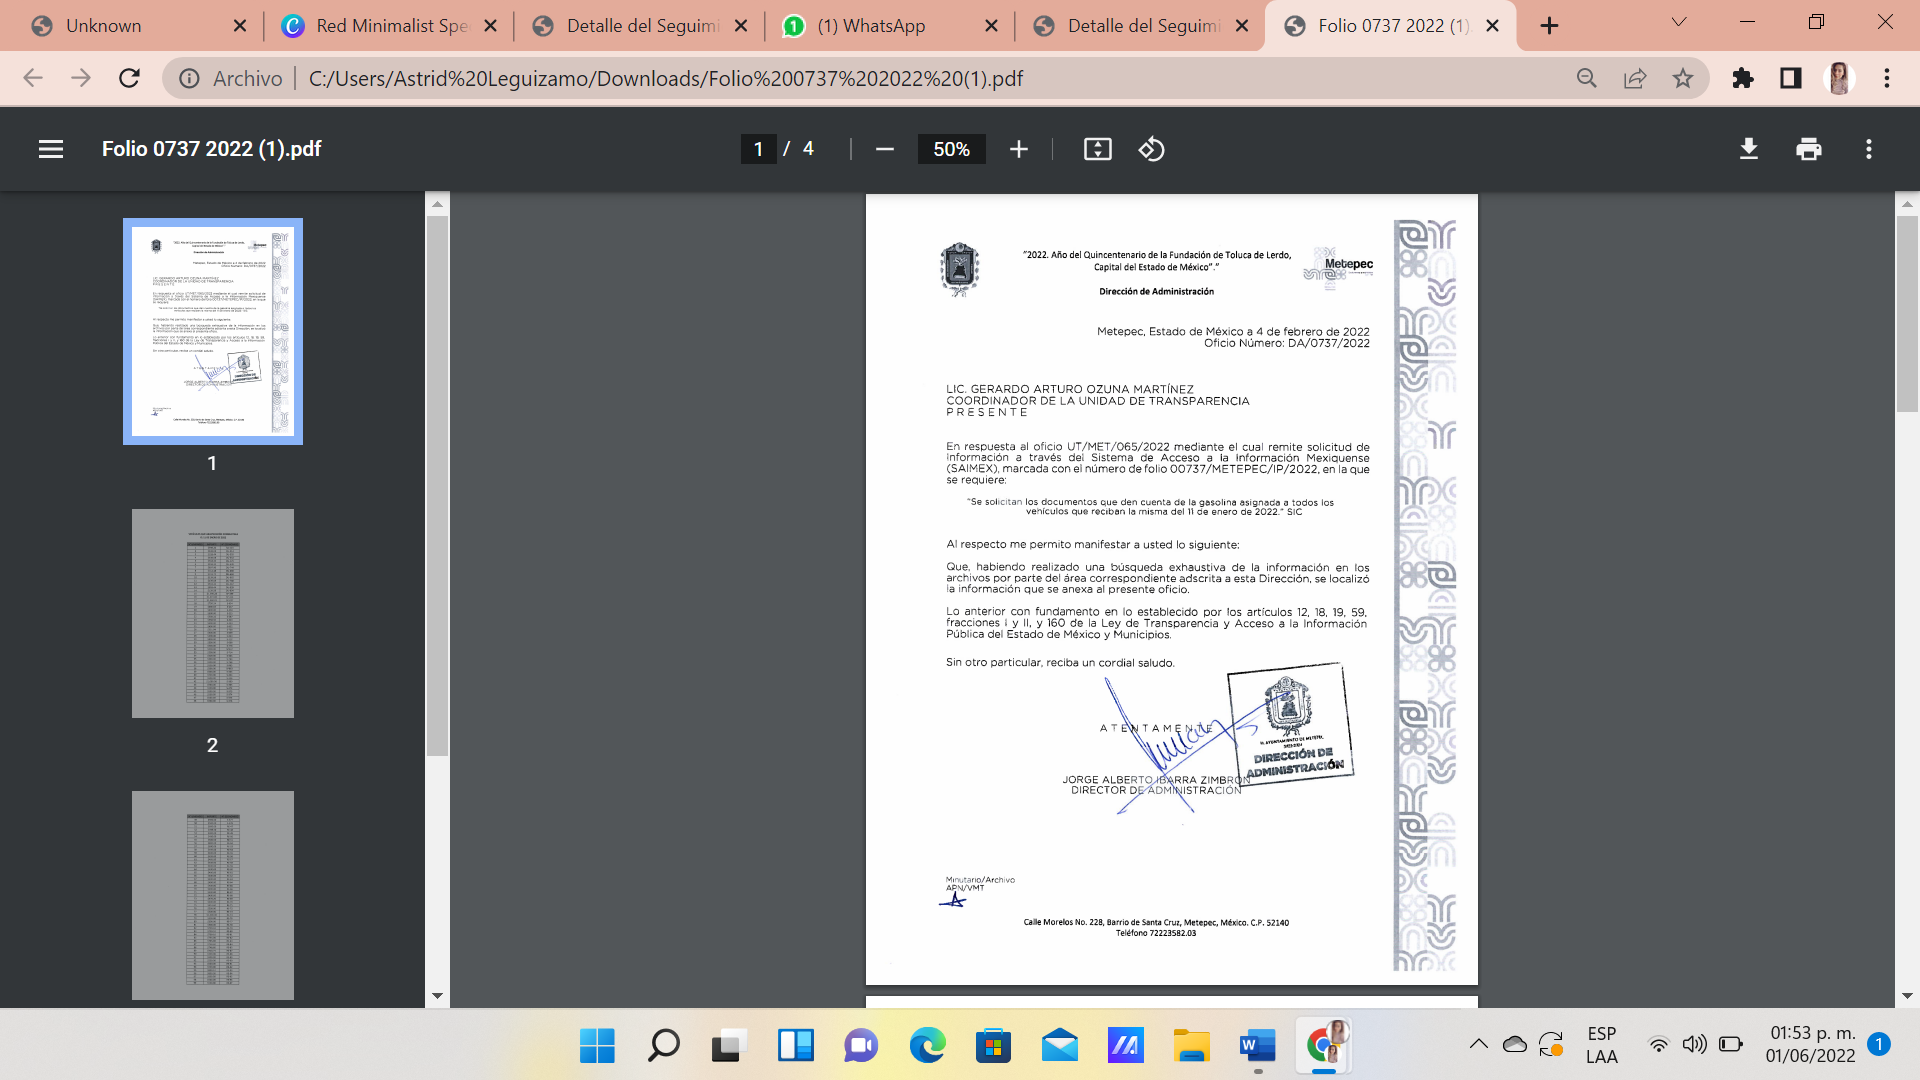 Unknown
Red Minimalist Spe
Detalle del Seguimi
(1) WhatsApp
Detalle del Seguimi
Folio 0737 2022 (1).
Archivo
C:/Users/Astrid%20Leguizamo/Downloads/Folio%200737%202022%20(1).pdf
Folio 0737 2022 (1).pdf
1 / 4
50%
1
2
"2022. Año del Quincentenario de la Fundación de Toluca de Lerdo,
Capital del Estado de México"."
Metepec
Dirección de Administración
Metepec, Estado de México a 4 de febrero de 2022
Oficio Número: DA/0737/2022
LIC. GERARDO ARTURO OZUNA MARTÍNEZ
COORDINADOR DE LA UNIDAD DE TRANSPARENCIA
P R E S E N T E
En respuesta al oficio UT/MET/065/2022 mediante el cual remite solicitud de
información a través del Sistema de Acceso a la Información Mexiquense
(SAIMEX), marcada con el número de folio 00737/METEPEC/IP/2022, en la que
se requiere:
"Se solicitan los documentos que den cuenta de la gasolina asignada a todos los
vehículos que reciban la misma del 11 de enero de 2022." SIC
Al respecto me permito manifestar a usted lo siguiente:
Que, habiendo realizado una búsqueda exhaustiva de la información en los
archivos por parte del área correspondiente adscrita a esta Dirección, se localizó
la información que se anexa al presente oficio.
Lo anterior con fundamento en lo establecido por los artículos 12, 18, 19, 59,
fracciones I y II, y 160 de la Ley de Transparencia y Acceso a la Información
Pública del Estado de México y Municipios.
Sin otro particular, reciba un cordial saludo.
A T E N T A M E N T E
H. AYUNTAMIENTO DE METEPEC,
DIRECCIÓN DE
ADMINISTRACIÓN
JORGE ALBERTO IBARRA ZIMBRÓN
DIRECTOR DE ADMINISTRACIÓN
Minutario/Archivo
APN/VMT
Calle Morelos No. 228, Barrio de Santa Cruz, Metepec, México. C.P. 52140
Teléfono 72223582.03
ESP
LAA
01:53 p. m.
01/06/2022
1